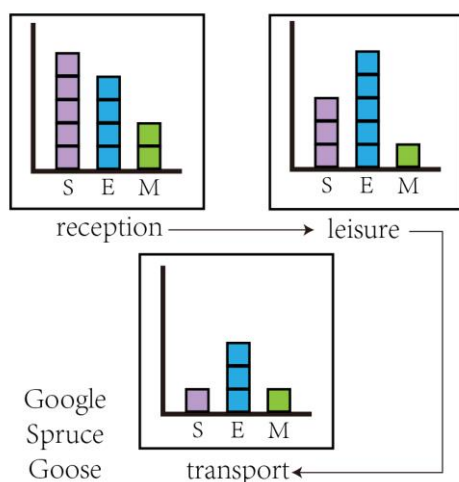 S E M
S E M
reception
leisure
S E M
Google
Spruce
Goose
transport